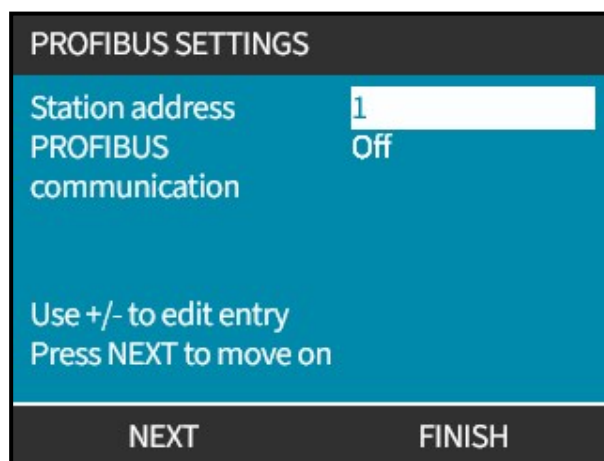 PROFIBUS SETTINGS
Station address 1
PROFIBUS Off
communication
Use +/- to edit entry
Press NEXT to move on
NEXT FINISH